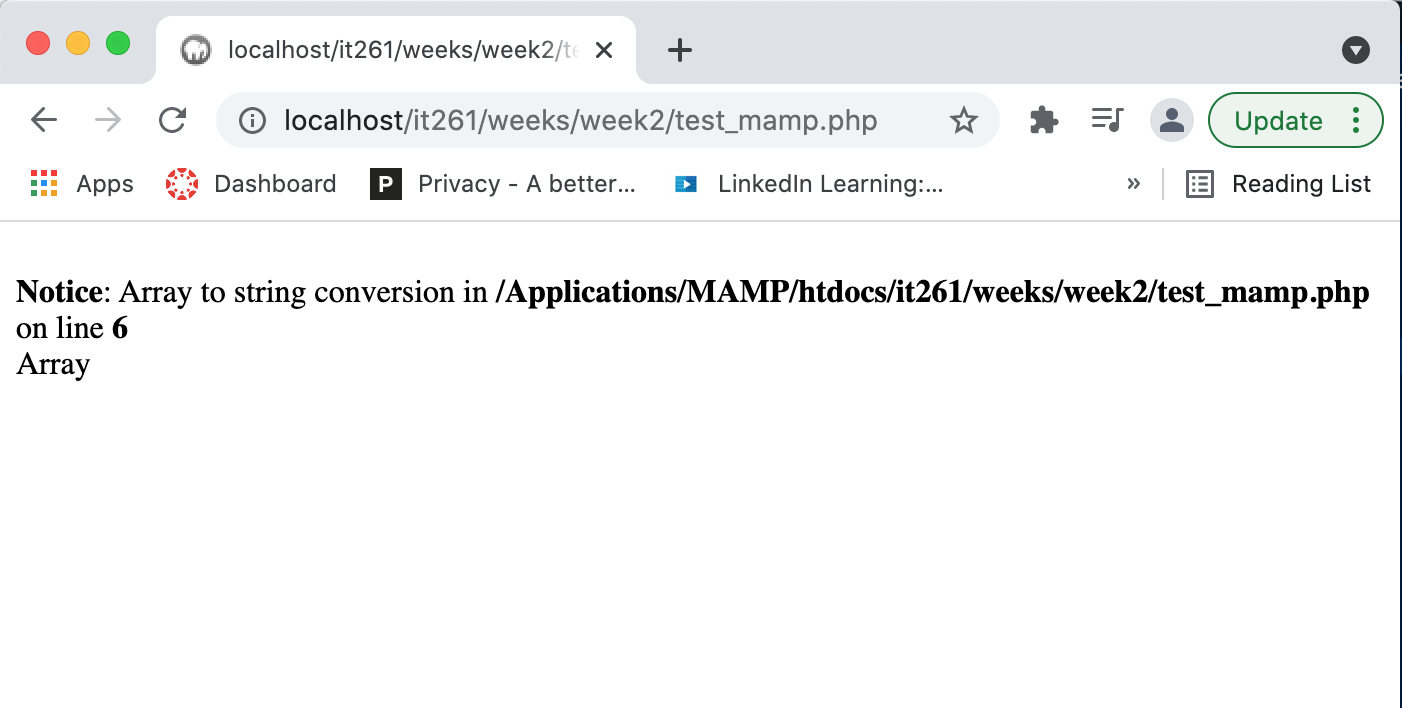 localhost/it261/weeks/week2/te
localhost/it261/weeks/week2/test_mamp.php
Update
Apps
Dashboard
P
Privacy - A better...
LinkedIn Learning:...
»
Reading List
Notice: Array to string conversion in /Applications/MAMP/htdocs/it261/weeks/week2/test_mamp.php
on line 6
Array